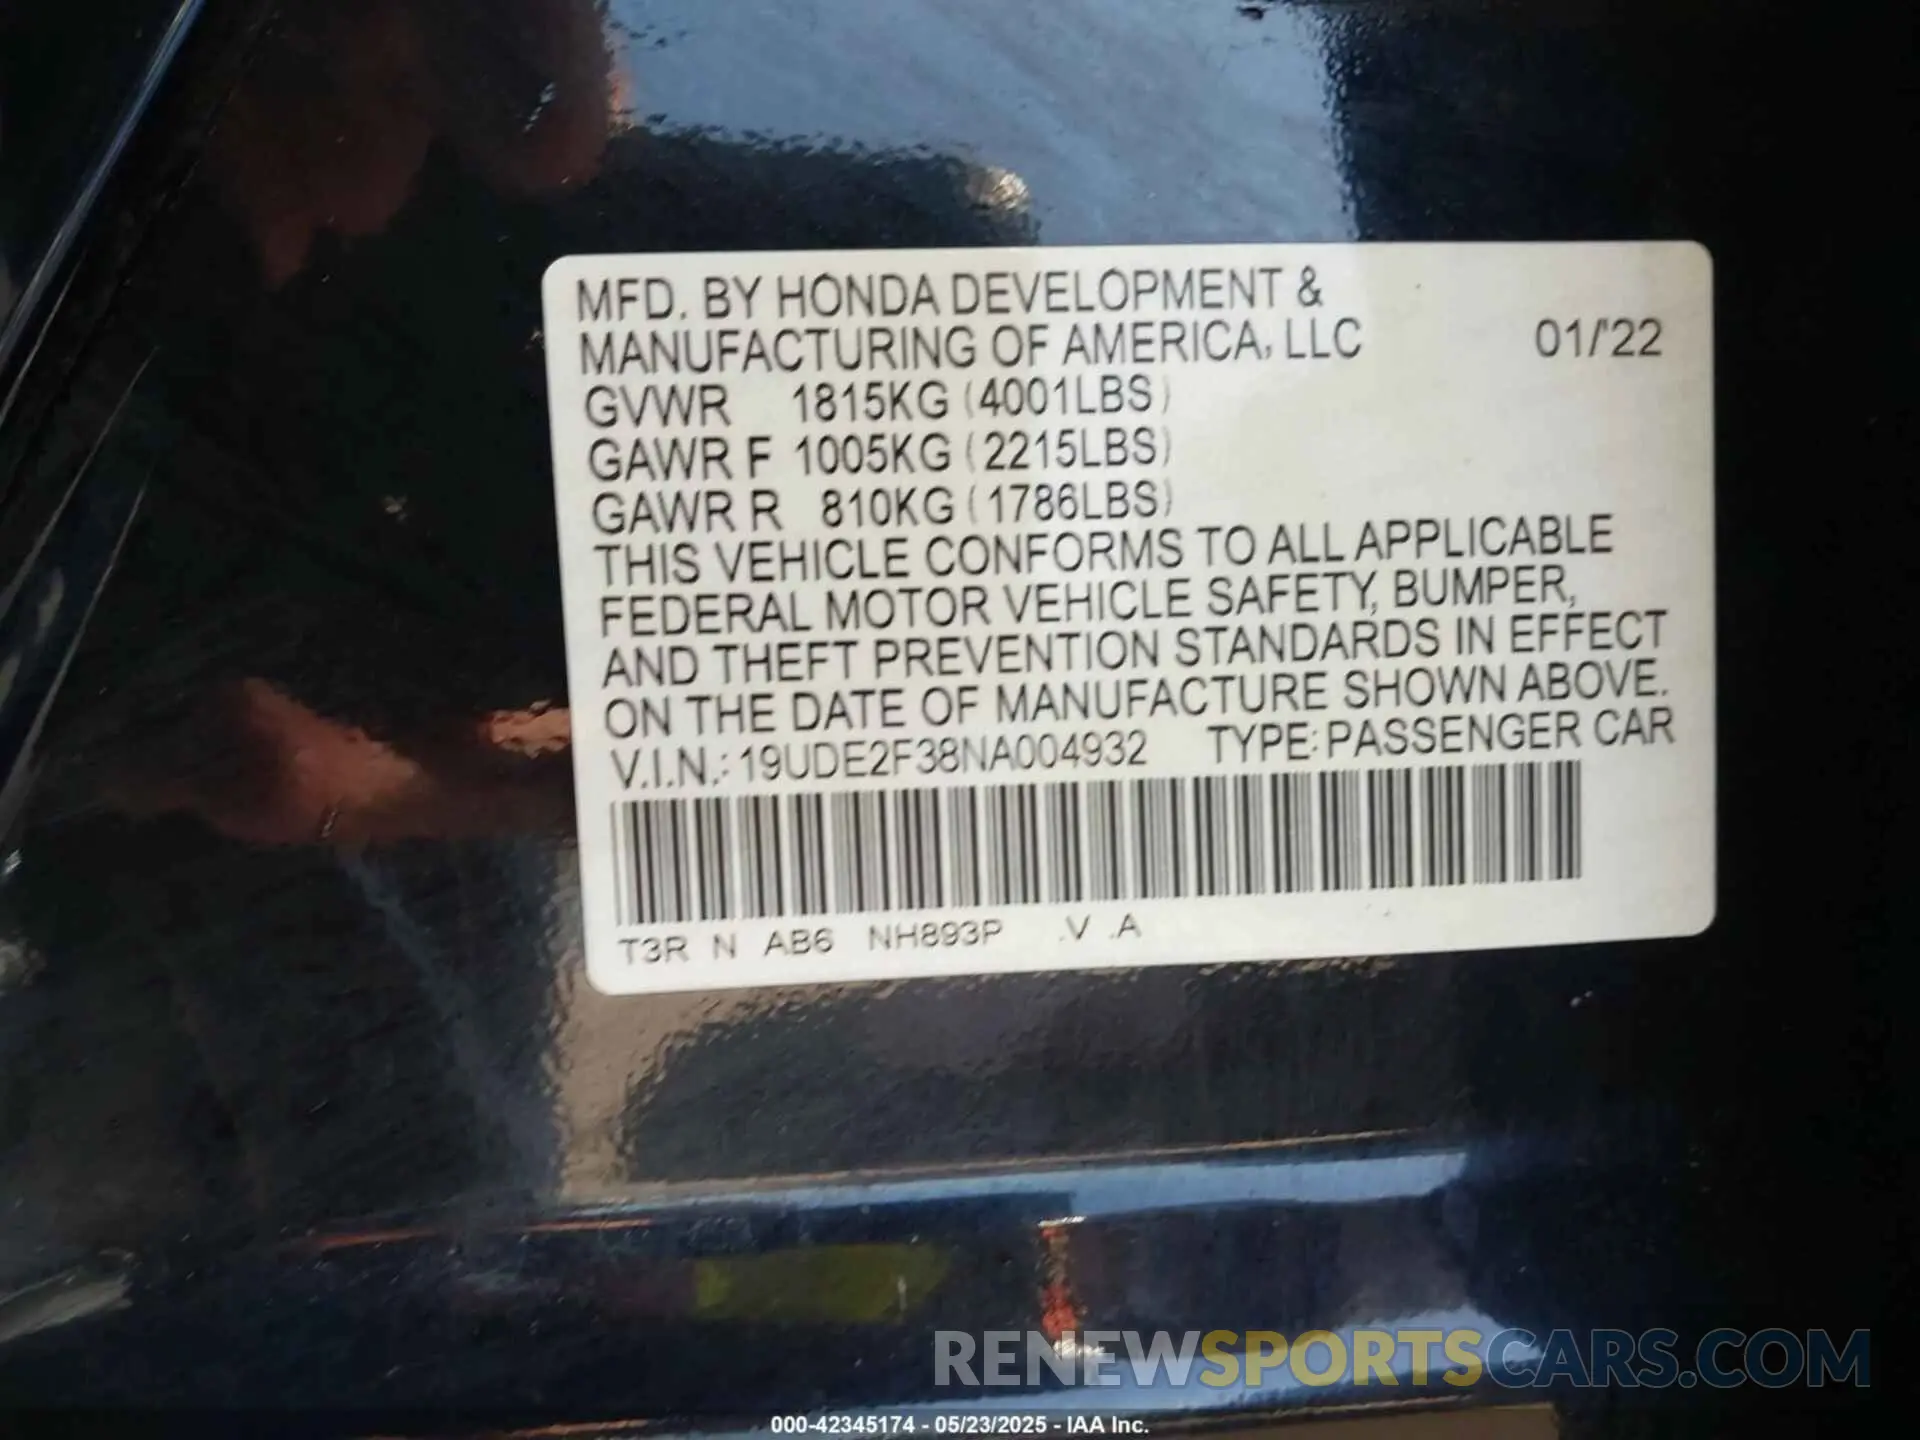 MFD. BY HONDA DEVELOPMENT &
MANUFACTURING OF AMERICA, LLC 01/'22
GVWR 1815KG (4001LBS)
GAWR F 1005KG (2215LBS)
GAWR R 810KG (1786LBS)
THIS VEHICLE CONFORMS TO ALL APPLICABLE
FEDERAL MOTOR VEHICLE SAFETY, BUMPER,
AND THEFT PREVENTION STANDARDS IN EFFECT
ON THE DATE OF MANUFACTURE SHOWN ABOVE.
V.I.N.: 19UDE2F38NA004932 TYPE: PASSENGER CAR
T3R N AB6 NH893P .V .A
RENEWSPORTSCARS.COM
000-42345174 - 05/23/2025 - IAA Inc.